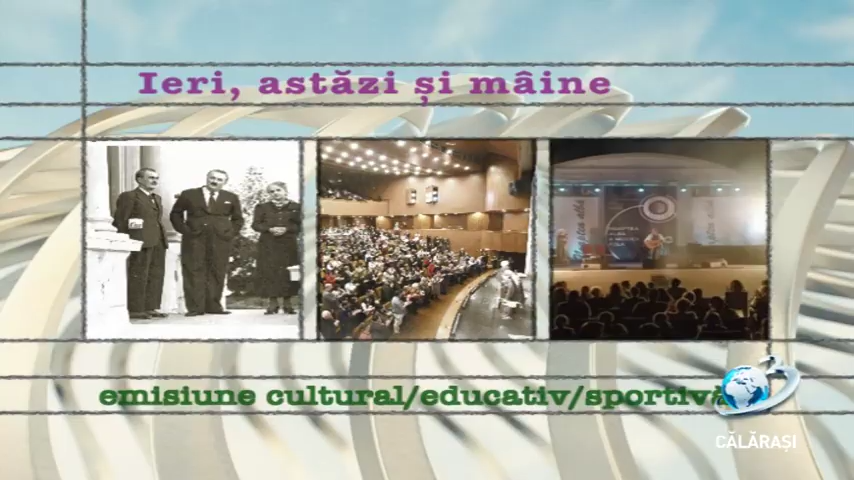 Ieri, astăzi și mâine
emisiune cultural/educativ/sportivă
CĂLĂRAȘI